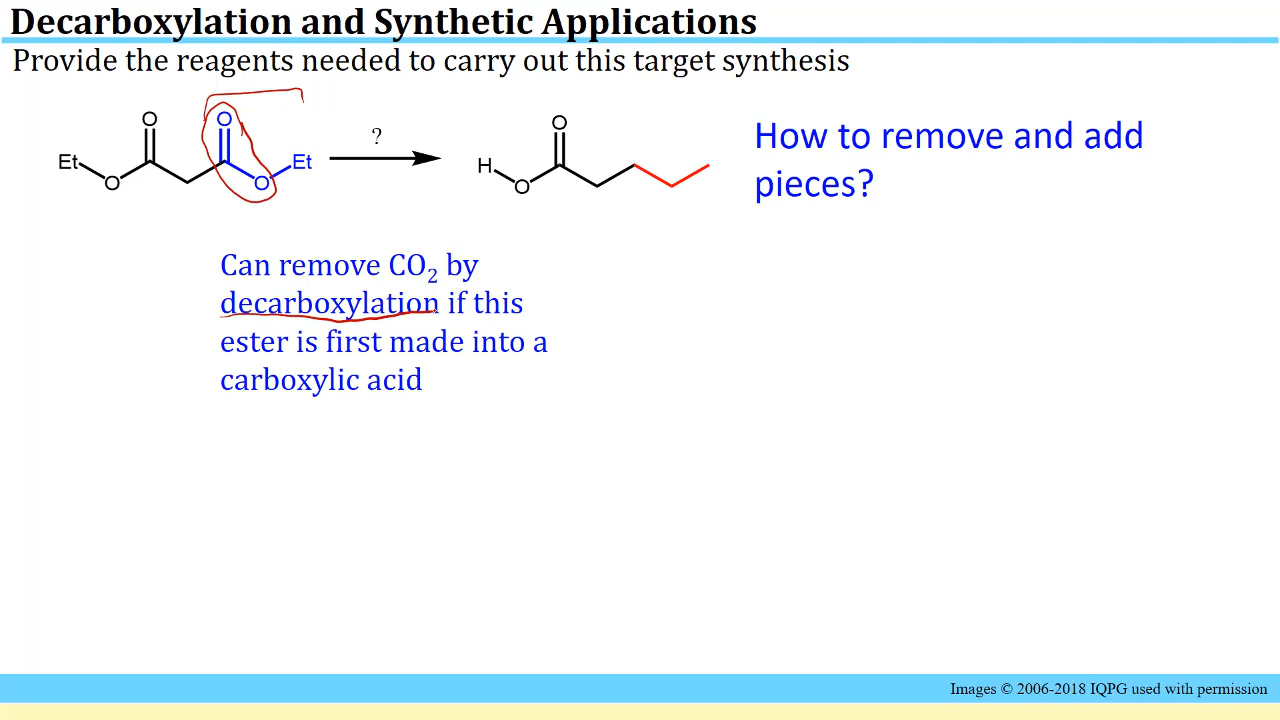 Decarboxylation and Synthetic Applications
Provide the reagents needed to carry out this target synthesis
O O O
?
Et Et H
O O O
How to remove and add
pieces?
Can remove CO₂ by
decarboxylation if this
ester is first made into a
carboxylic acid
Images © 2006-2018 IQPG used with permission